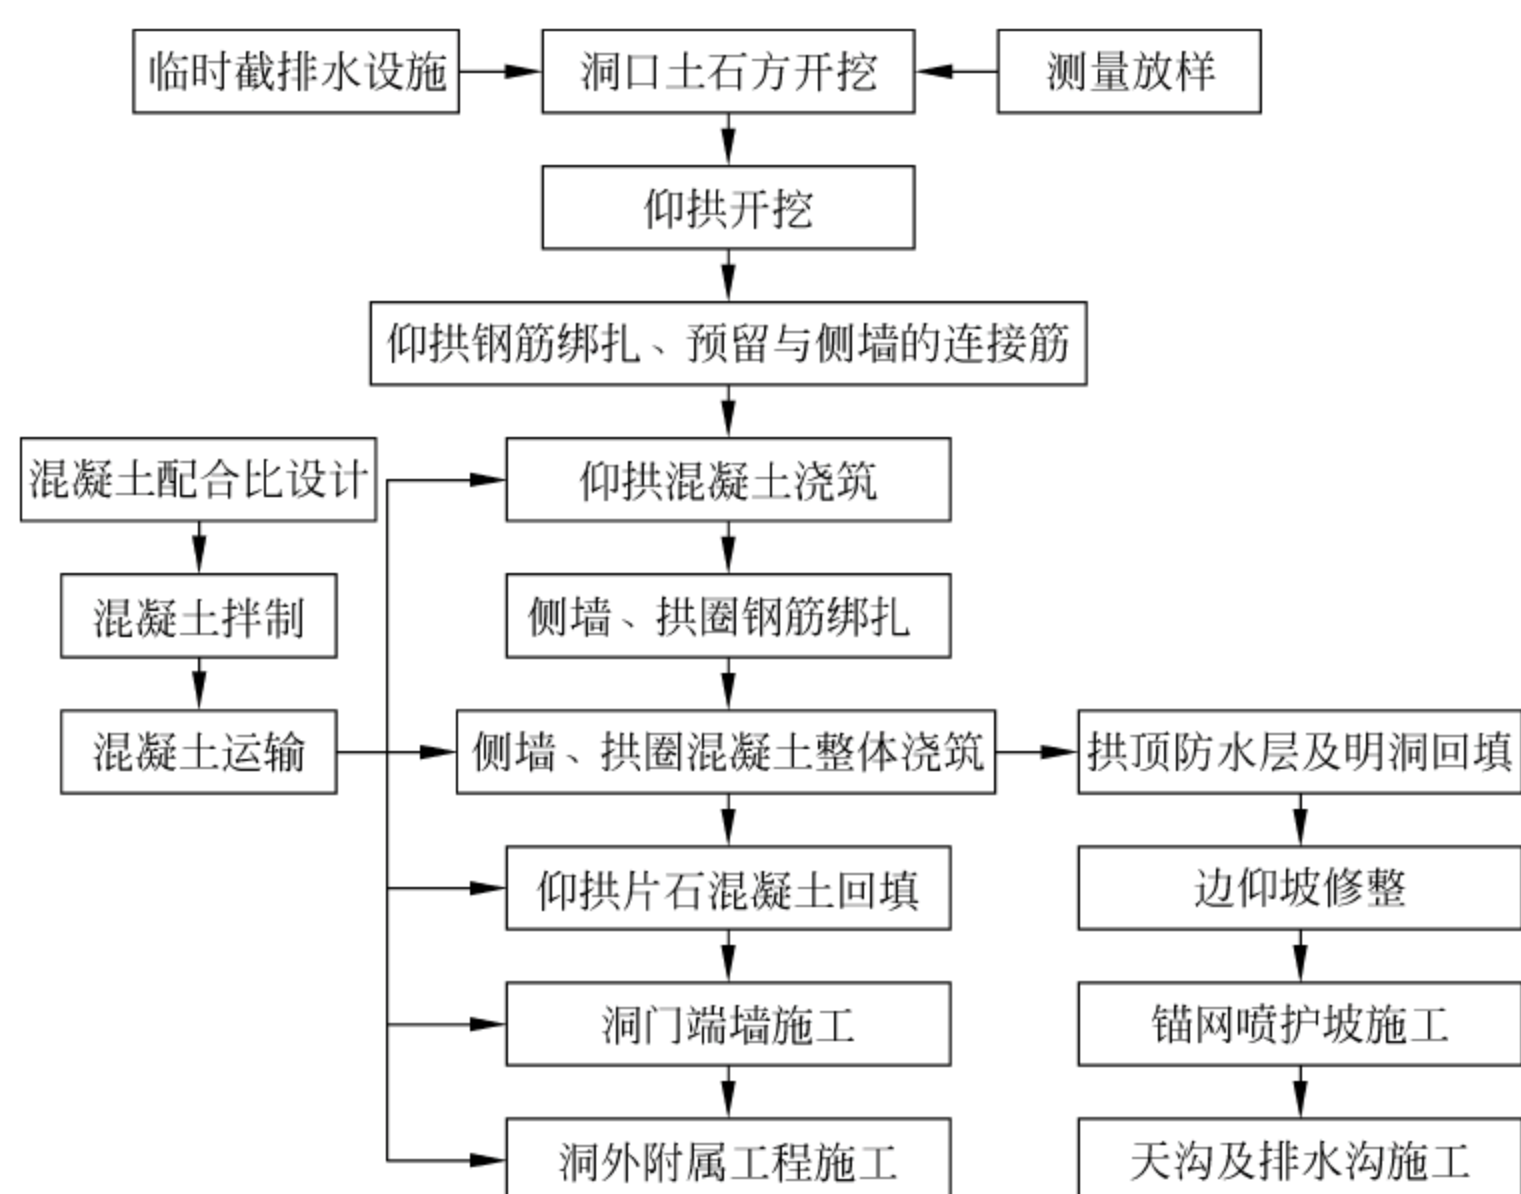 临时截排水设施
洞口土石方开挖
测量放样
仰拱开挖
仰拱钢筋绑扎、预留与侧墙的连接筋
混凝土配合比设计
仰拱混凝土浇筑
混凝土拌制
侧墙、拱圈钢筋绑扎
混凝土运输
侧墙、拱圈混凝土整体浇筑
拱顶防水层及明洞回填
仰拱片石混凝土回填
边仰坡修整
洞门端墙施工
锚网喷护坡施工
洞外附属工程施工
天沟及排水沟施工